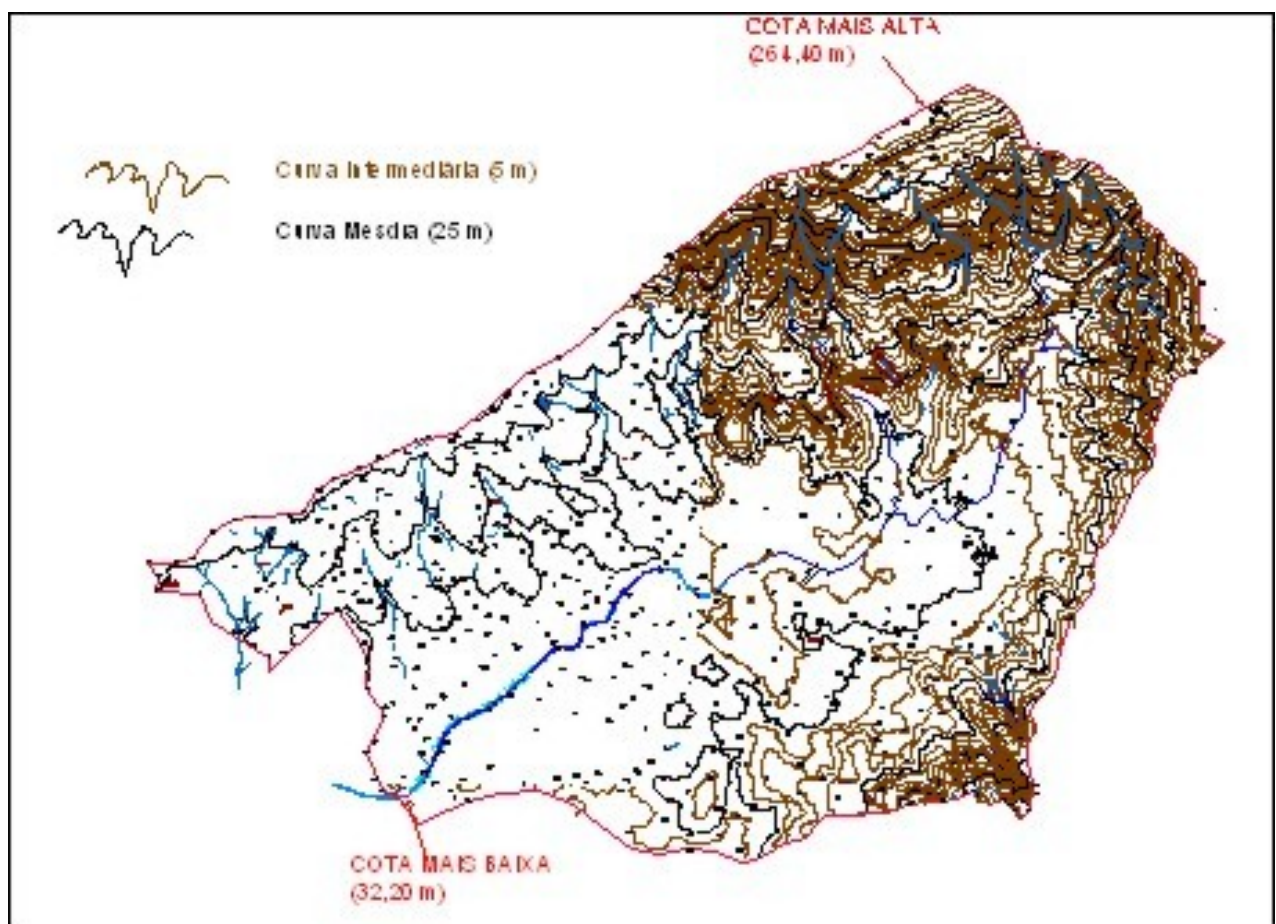 COTA MAIS ALTA
(264,40 m)
Curva Intermediária (5 m)
Curva Mestra (25 m)
COTA MAIS BAIXA
(32,20 m)